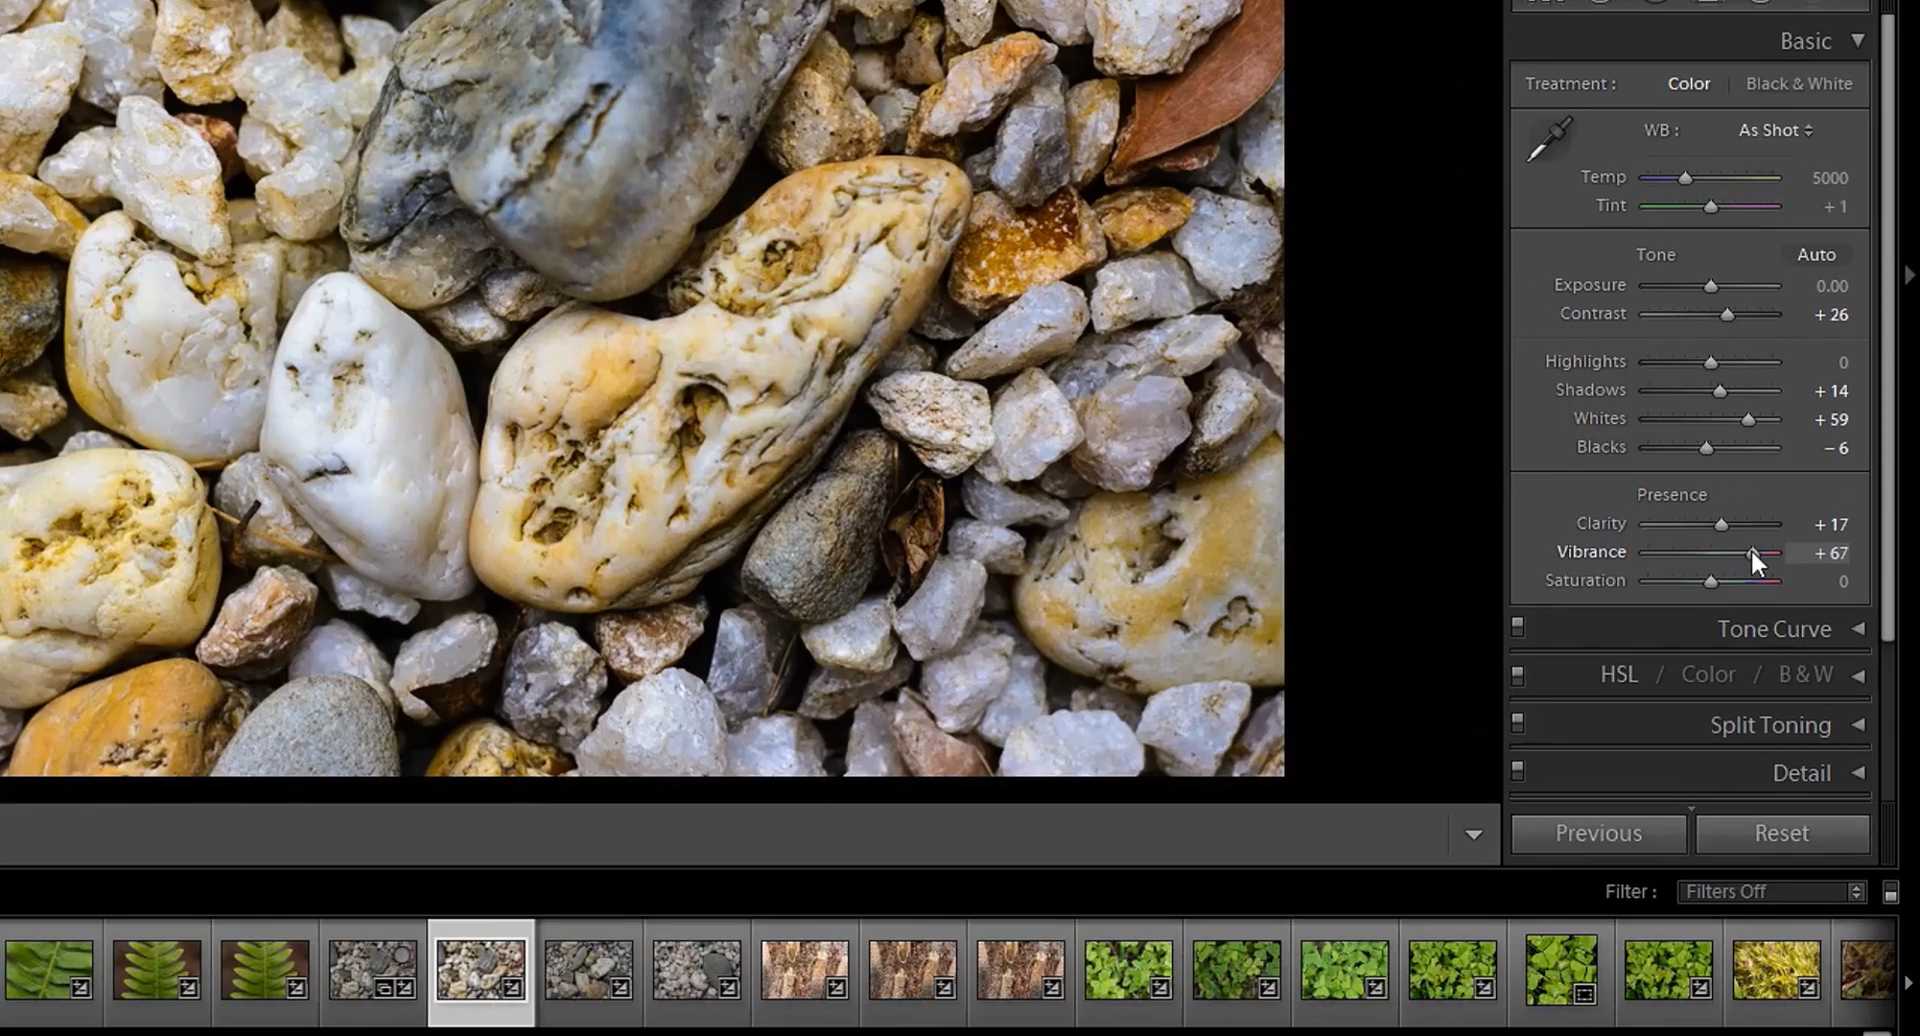 Basic
Treatment : Color Black & White
WB : As Shot
Temp 5000
Tint + 1
Tone Auto
Exposure 0.00
Contrast + 26
Highlights 0
Shadows + 14
Whites + 59
Blacks – 6
Presence
Clarity + 17
Vibrance + 67
Saturation 0
Tone Curve
HSL / Color / B & W
Split Toning
Detail
Previous Reset
Filter : Filters Off